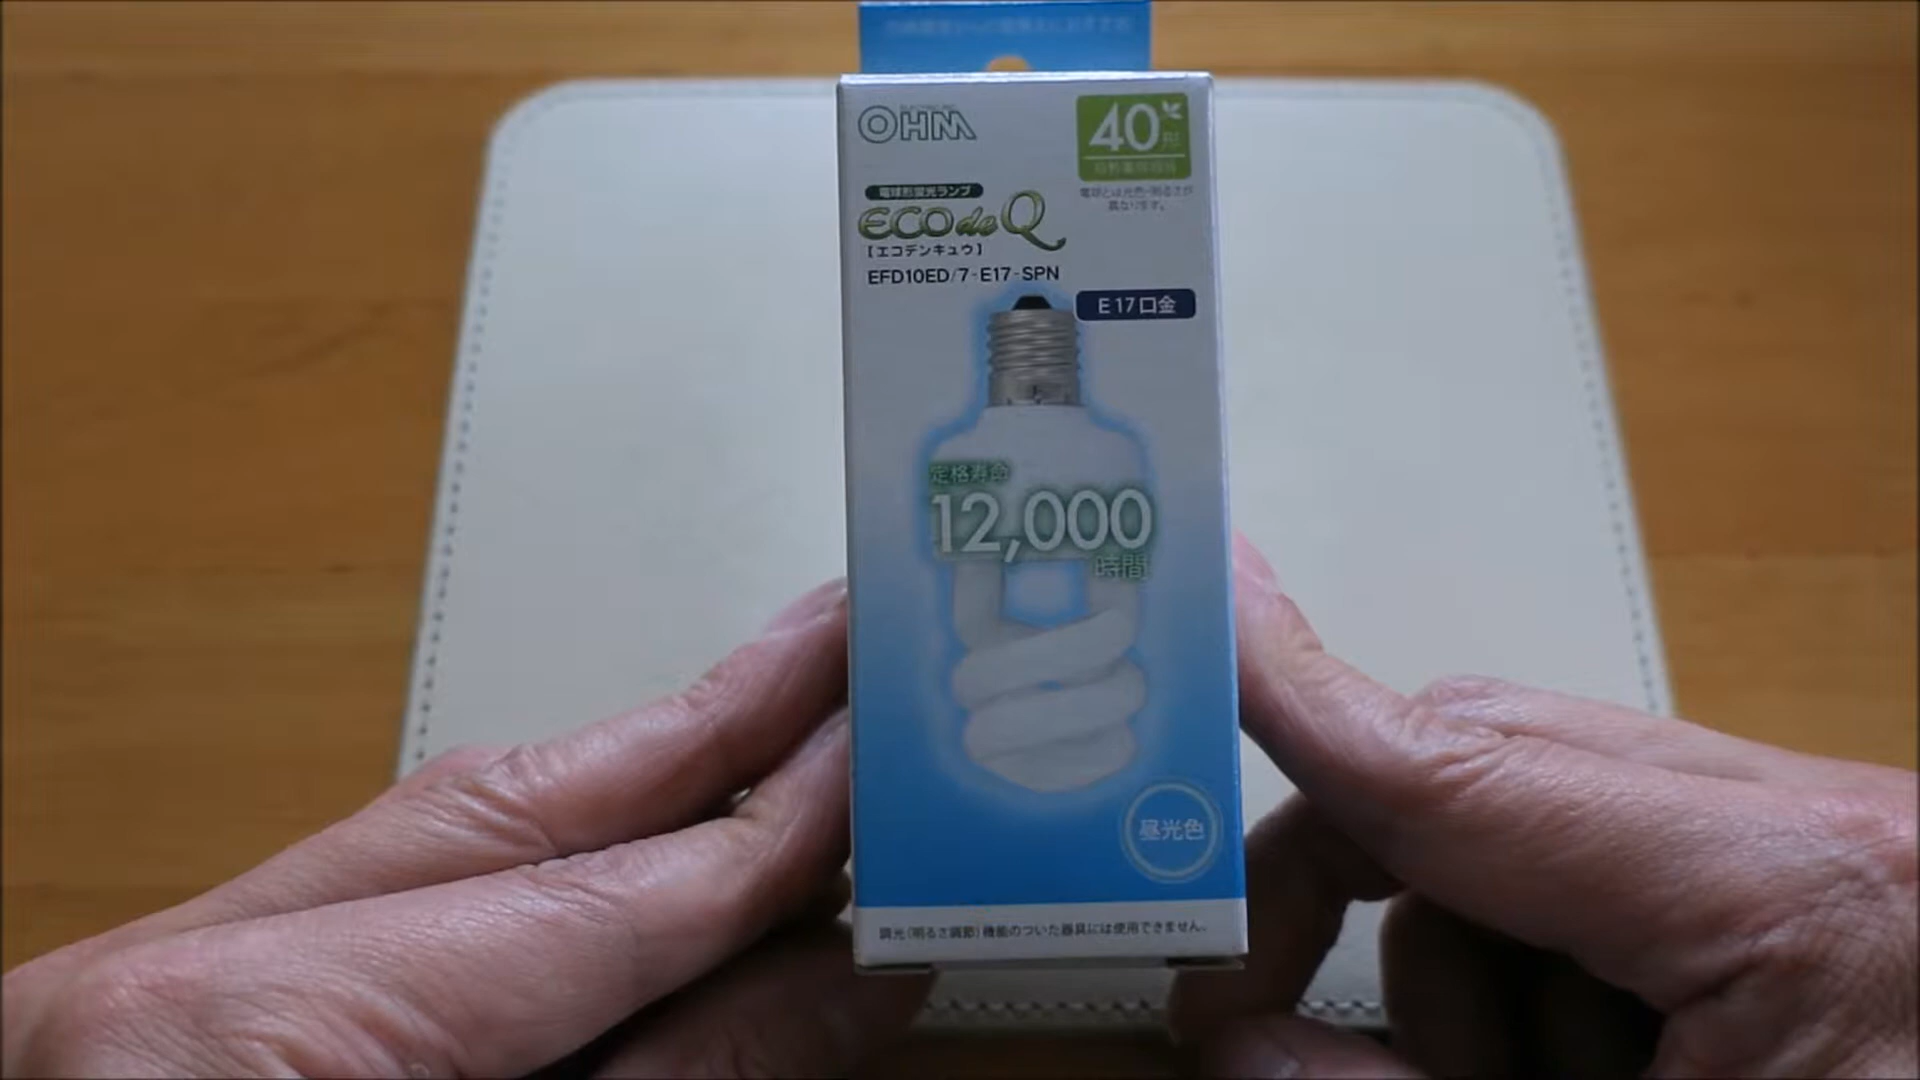 ELECTRIC INC.
OHM
40形
電球とは光色・明るさが
異なります。
電球形蛍光ランプ
ECO de Q
【エコデンキュウ】
EFD10ED/7-E17-SPN
E17口金
定格寿命
12,000
時間
昼光色
調光(明るさ調節)機能のついた器具には使用できません。